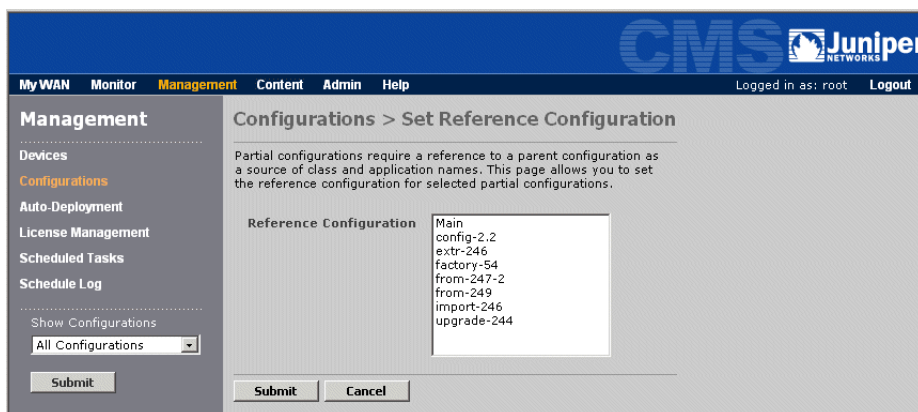 CMS
Juniper
NETWORKS
My WAN Monitor Management Content Admin Help
Logged in as: root Logout
Management
Devices
Configurations
Auto-Deployment
License Management
Scheduled Tasks
Schedule Log
Show Configurations
All Configurations
Submit
Configurations > Set Reference Configuration
Partial configurations require a reference to a parent configuration as
a source of class and application names. This page allows you to set
the reference configuration for selected partial configurations.
Reference Configuration
Main
config-2.2
extr-246
factory-54
from-247-2
from-249
import-246
upgrade-244
Submit Cancel